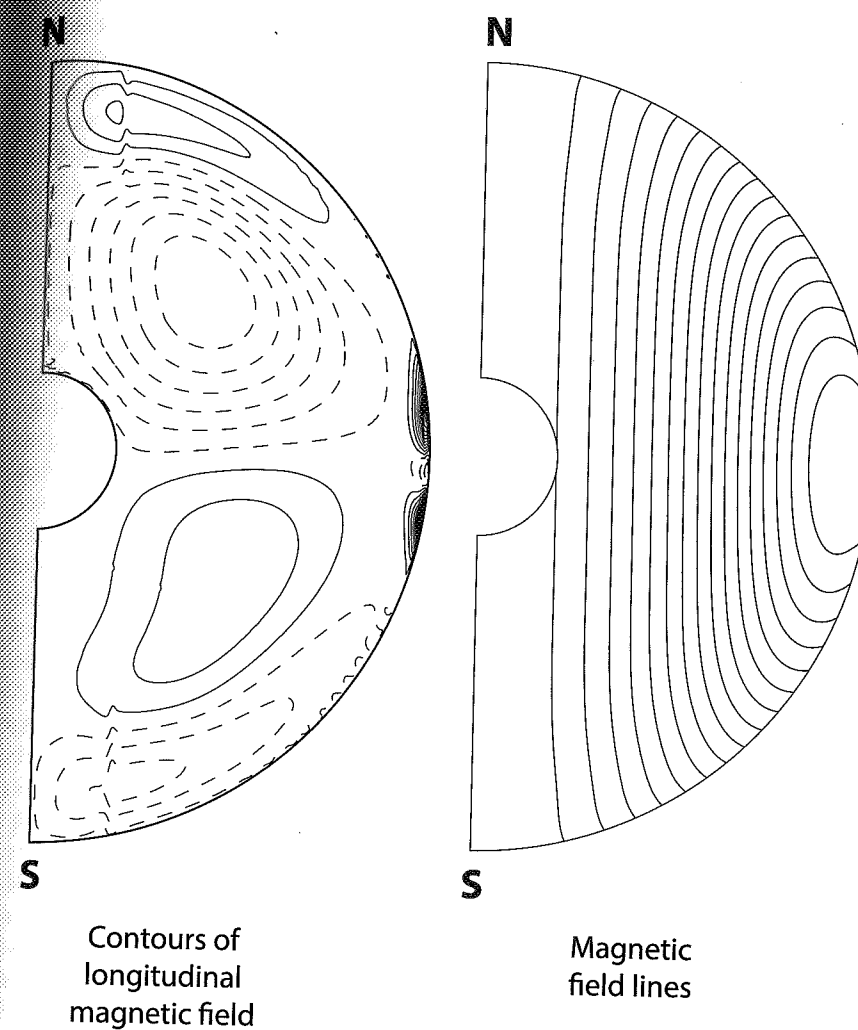 N
N
S
S
Contours of
longitudinal
magnetic field
Magnetic
field lines